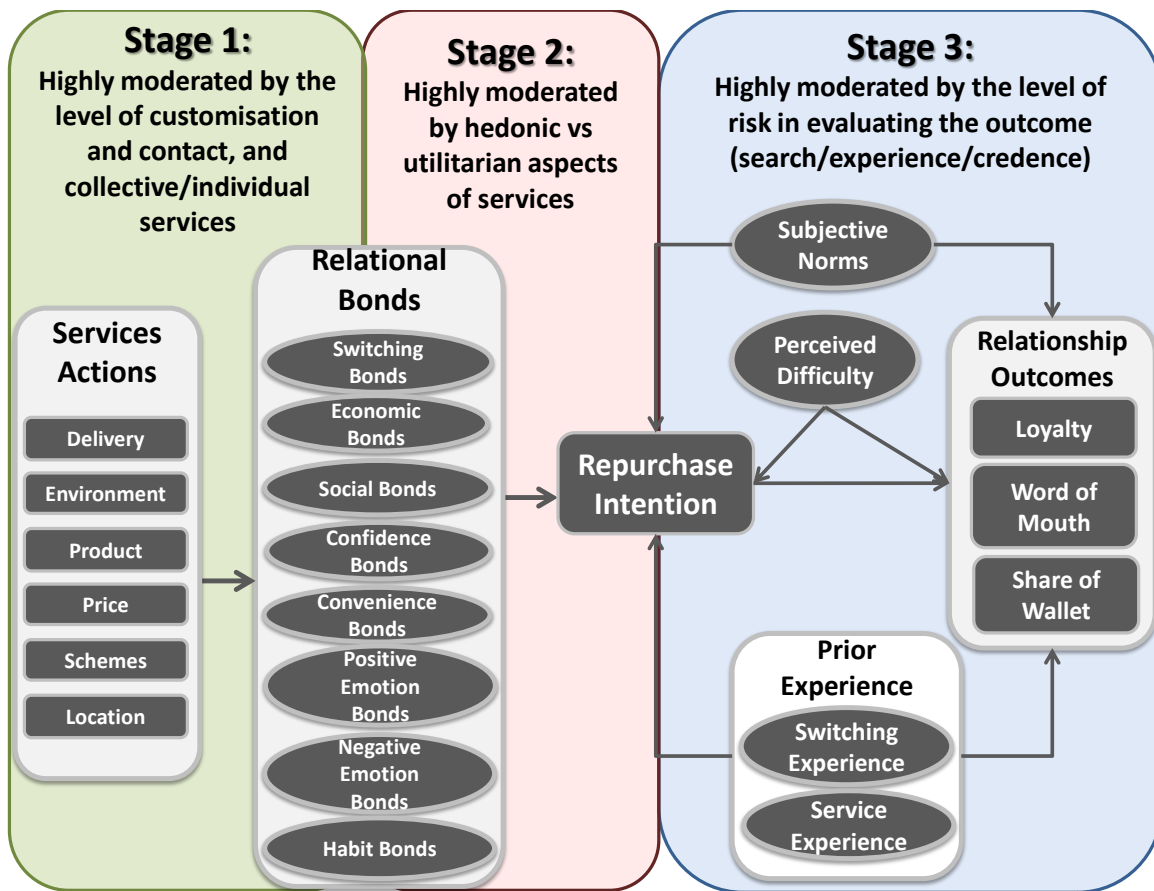 Stage 1:
Highly moderated by the
level of customisation
and contact, and
collective/individual
services
Stage 2:
Highly moderated
by hedonic vs
utilitarian aspects
of services
Stage 3:
Highly moderated by the level of
risk in evaluating the outcome
(search/experience/credence)
Services
Actions
Delivery
Environment
Product
Price
Schemes
Location
Relational
Bonds
Switching
Bonds
Economic
Bonds
Social Bonds
Confidence
Bonds
Convenience
Bonds
Positive
Emotion
Bonds
Negative
Emotion
Bonds
Habit Bonds
Repurchase
Intention
Subjective
Norms
Perceived
Difficulty
Relationship
Outcomes
Loyalty
Word of
Mouth
Share of
Wallet
Prior
Experience
Switching
Experience
Service
Experience